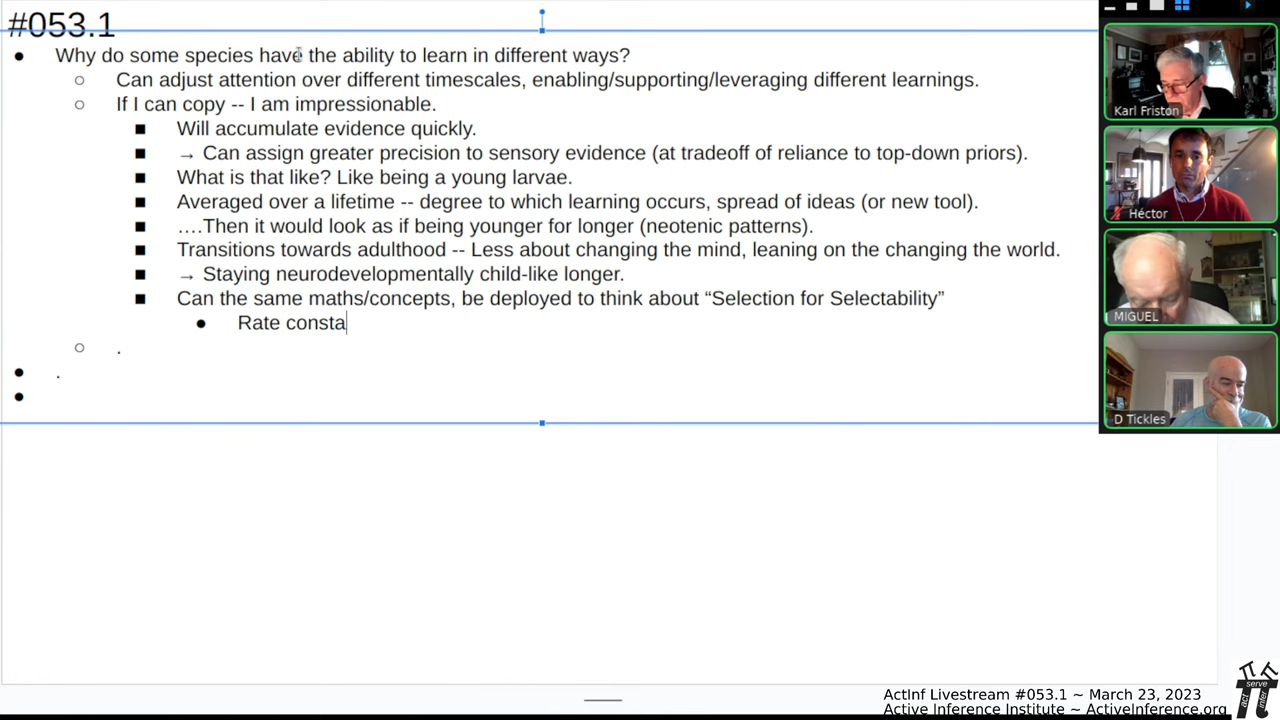 #053.1
Why do some species have the ability to learn in different ways?
Can adjust attention over different timescales, enabling/supporting/leveraging different learnings.
If I can copy -- I am impressionable.
Will accumulate evidence quickly.
→ Can assign greater precision to sensory evidence (at tradeoff of reliance to top-down priors).
What is that like? Like being a young larvae.
Averaged over a lifetime -- degree to which learning occurs, spread of ideas (or new tool).
….Then it would look as if being younger for longer (neotenic patterns).
Transitions towards adulthood -- Less about changing the mind, leaning on the changing the world.
→ Staying neurodevelopmentally child-like longer.
Can the same maths/concepts, be deployed to think about “Selection for Selectability”
Rate consta
.
.
Karl Friston
Héctor
MIGUEL
D Tickles
ActInf Livestream #053.1 ~ March 23, 2023
Active Inference Institute ~ ActiveInference.org
act
serve
infer